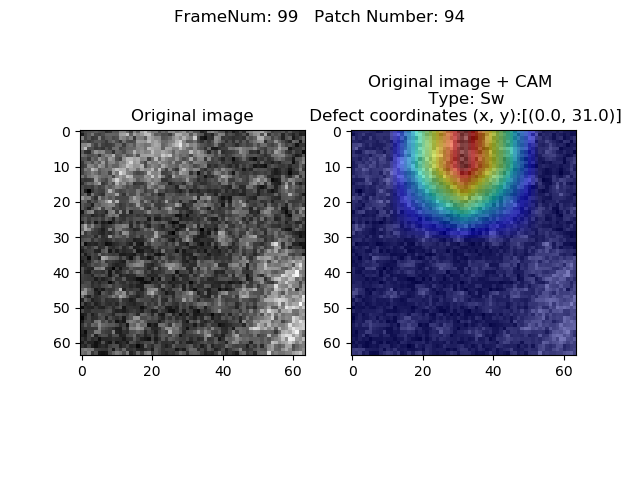 FrameNum: 99   Patch Number: 94
Original image
Original image + CAM
Type: Sw
Defect coordinates (x, y):[(0.0, 31.0)]
0
10
20
30
40
50
60
0 20 40 60
0
10
20
30
40
50
60
0 20 40 60